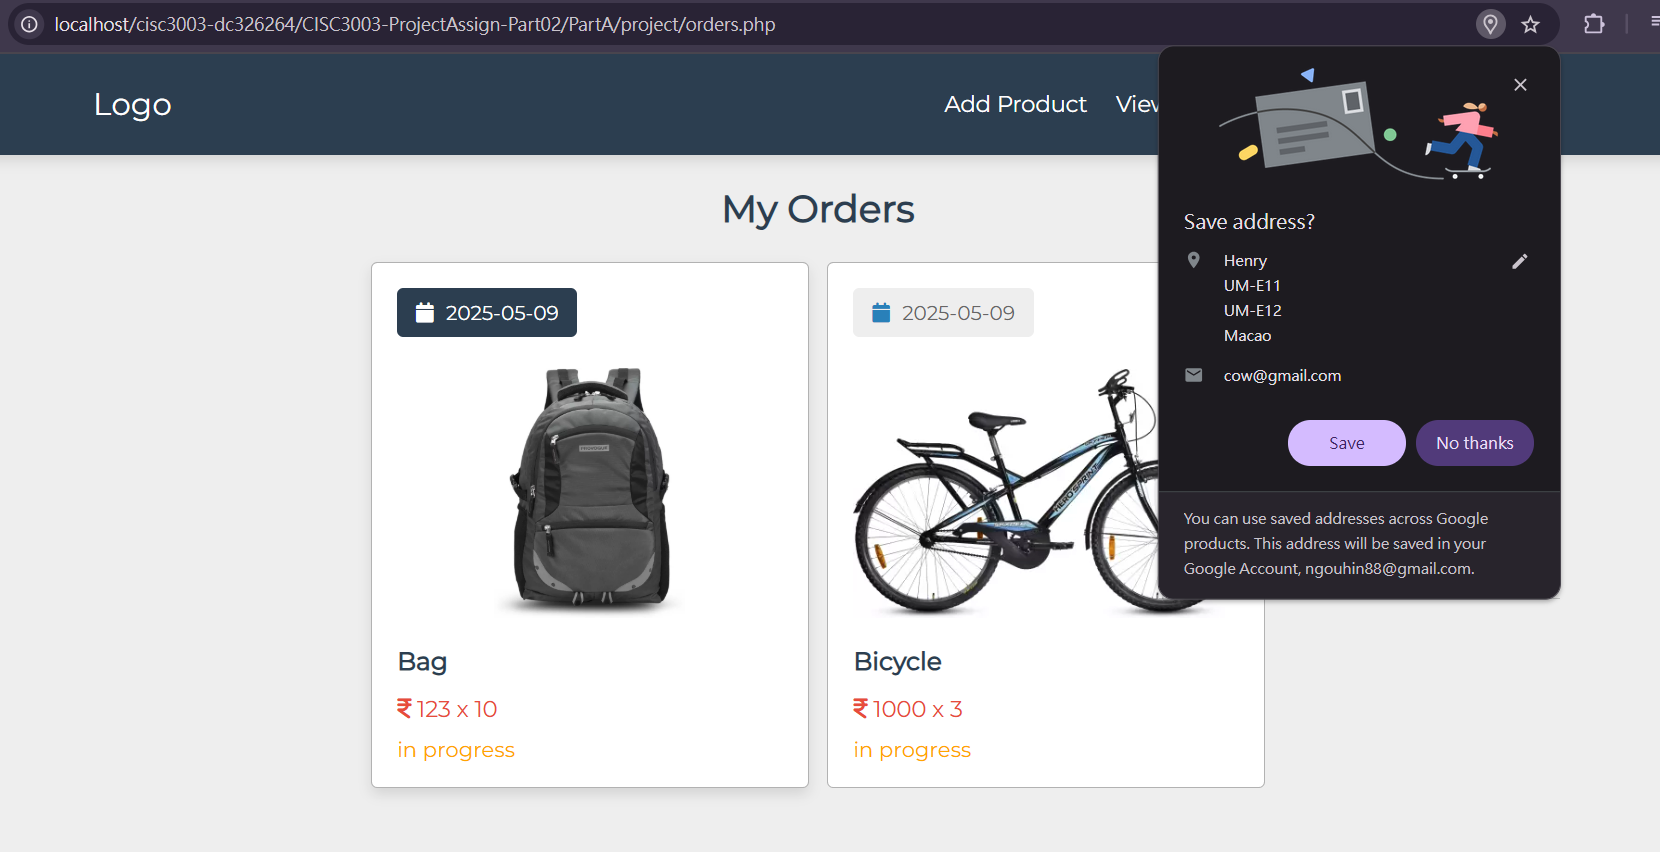 localhost/cisc3003-dc326264/CISC3003-ProjectAssign-Part02/PartA/project/orders.php
Logo
Add Product
My Orders
2025-05-09
Bag
₹ 123 x 10
in progress
2025-05-09
HERO SPRINT
Bicycle
₹ 1000 x 3
in progress
Save address?
Henry
UM-E11
UM-E12
Macao
cow@gmail.com
Save
No thanks
You can use saved addresses across Google
products. This address will be saved in your
Google Account, ngouhin88@gmail.com.